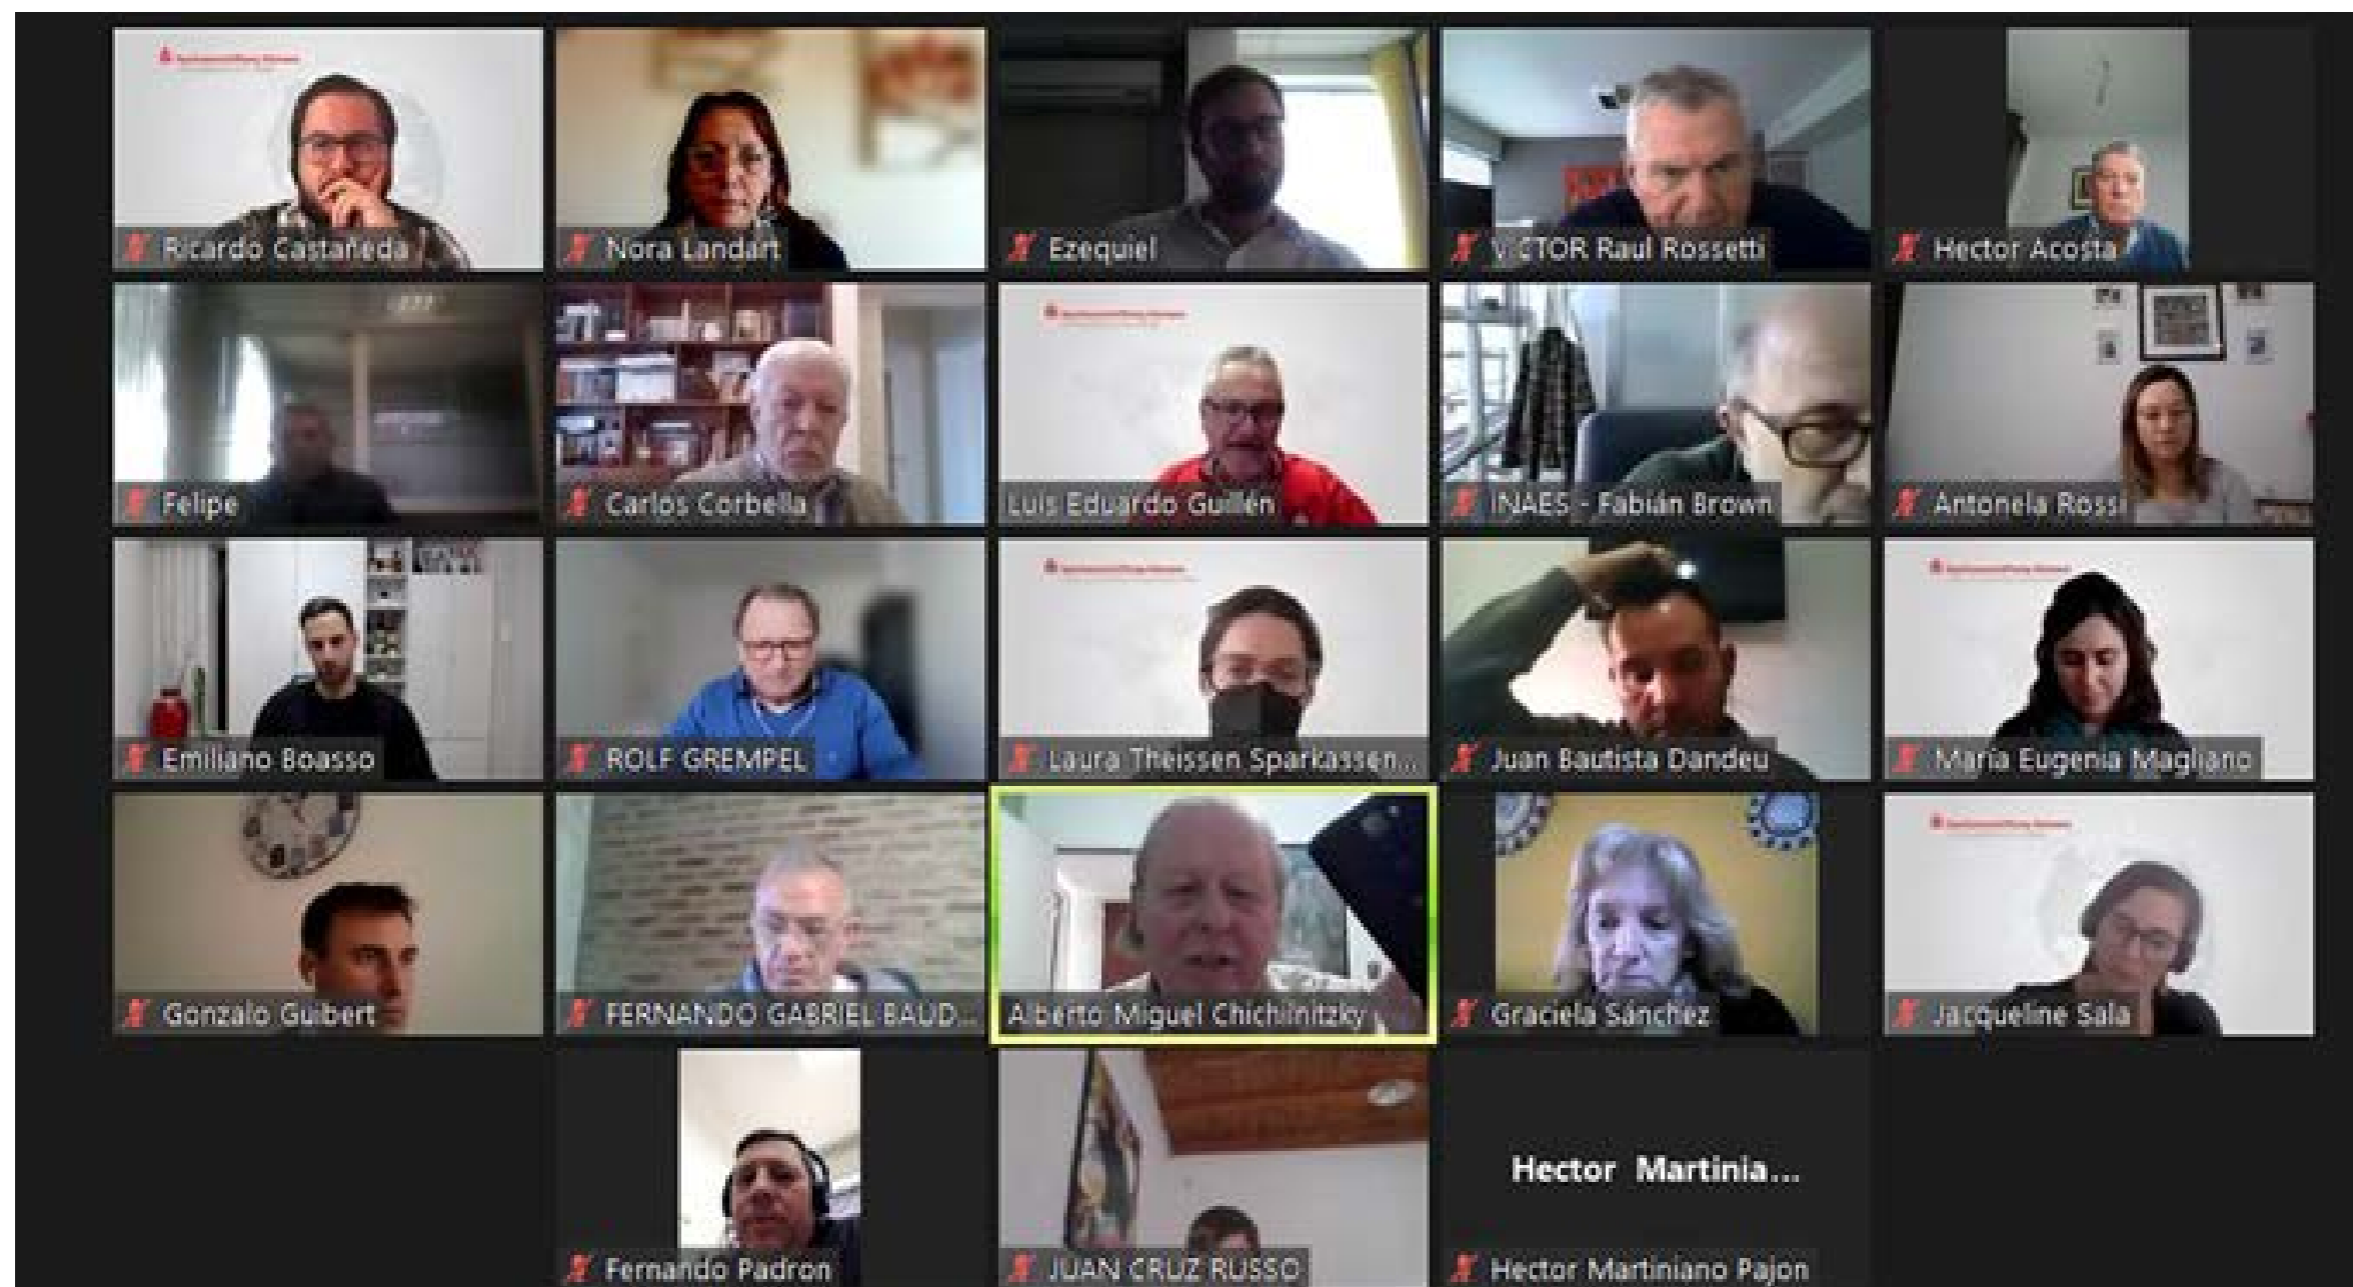 Ricardo Castañeda
Nora Landart
Ezequiel
VICTOR Raul Rossetti
Hector Acosta
Felipe
Carlos Corbella
Luis Eduardo Guillén
INAES - Fabián Brown
Antonela Rossi
Emiliano Boasso
ROLF GREMPEL
Laura Theissen Sparkassen...
Juan Bautista Dandeu
María Eugenia Magliano
Gonzalo Guibert
FERNANDO GABRIEL BAUD...
Alberto Miguel Chichilnitzky
Graciela Sánchez
Jacqueline Sala
Hector Martinia...
Fernando Padron
JUAN CRUZ RUSSO
Hector Martiniano Pajon